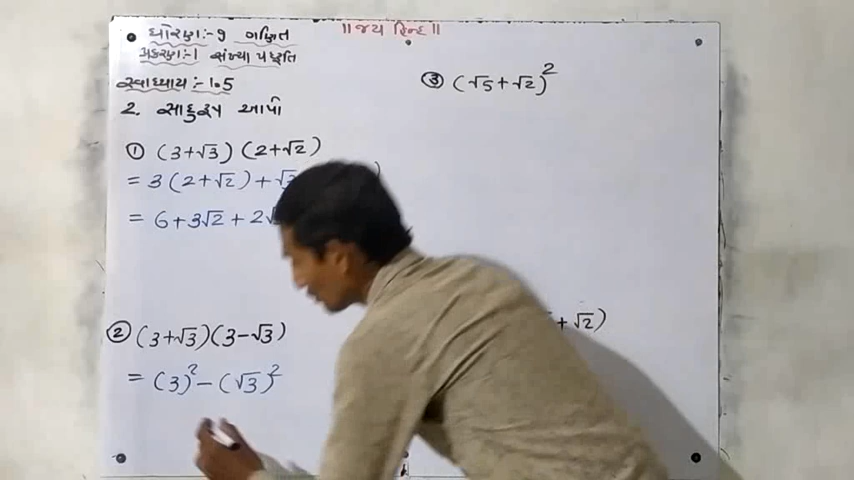 ધોરણ:- 9 ગણિત
પ્રકરણ:-1 સંખ્યા પદ્ધતિ
સ્વાધ્યાય:- 1.5
2. સાદુરૂપ આપો
① (3+√3) (2+√2)
= 3(2+√2)+√3
= 6+3√2+2√
② (3+√3)(3-√3)
= (3)² - (√3)²
॥ જય હિન્દ ॥
③ (√5+√2)²
+√2)